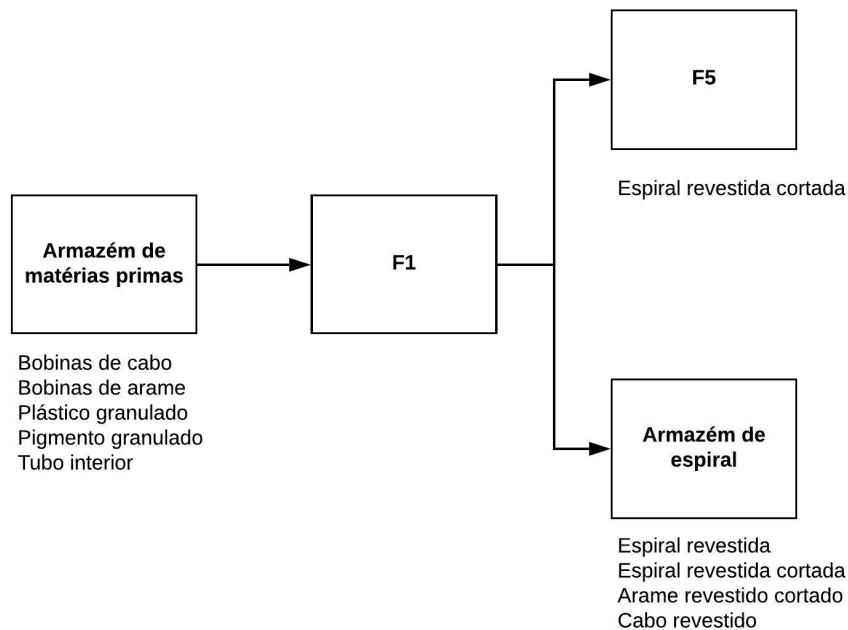 Armazém de
matérias primas
Bobinas de cabo
Bobinas de arame
Plástico granulado
Pigmento granulado
Tubo interior
F1
F5
Espiral revestida cortada
Armazém de
espiral
Espiral revestida
Espiral revestida cortada
Arame revestido cortado
Cabo revestido